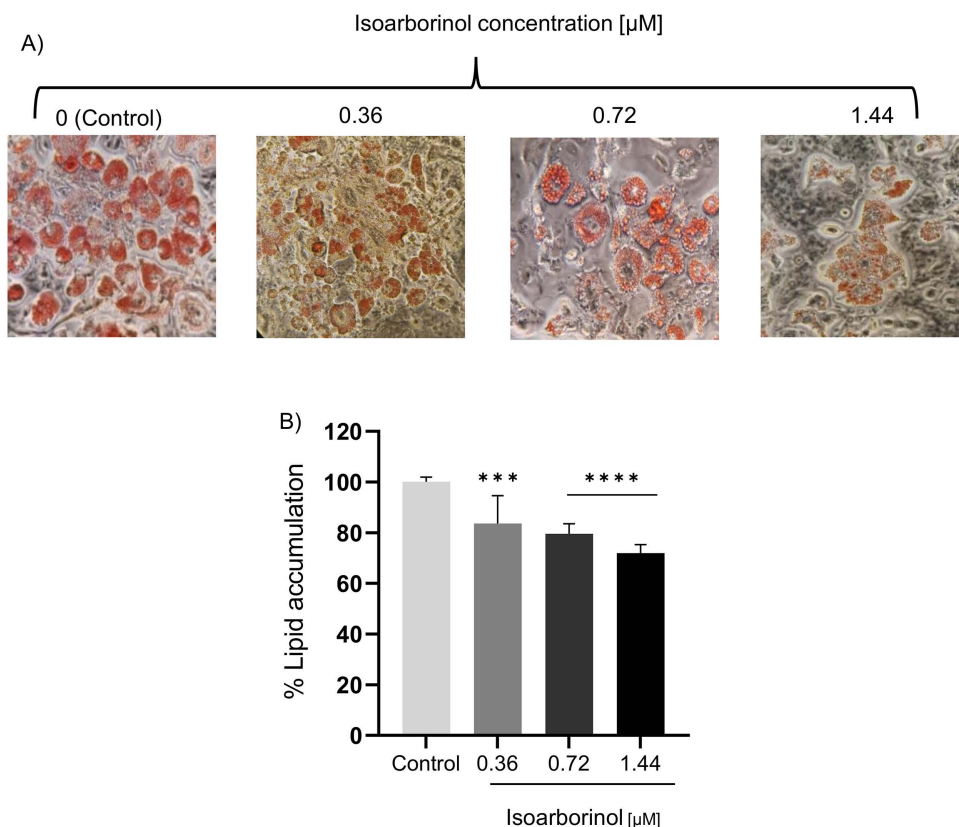 Isoarborinol concentration [µM]
A)
0 (Control) 0.36 0.72 1.44
B)
120
100
80
60
40
20
0
% Lipid accumulation
*** ****
Control 0.36 0.72 1.44
Isoarborinol [µM]